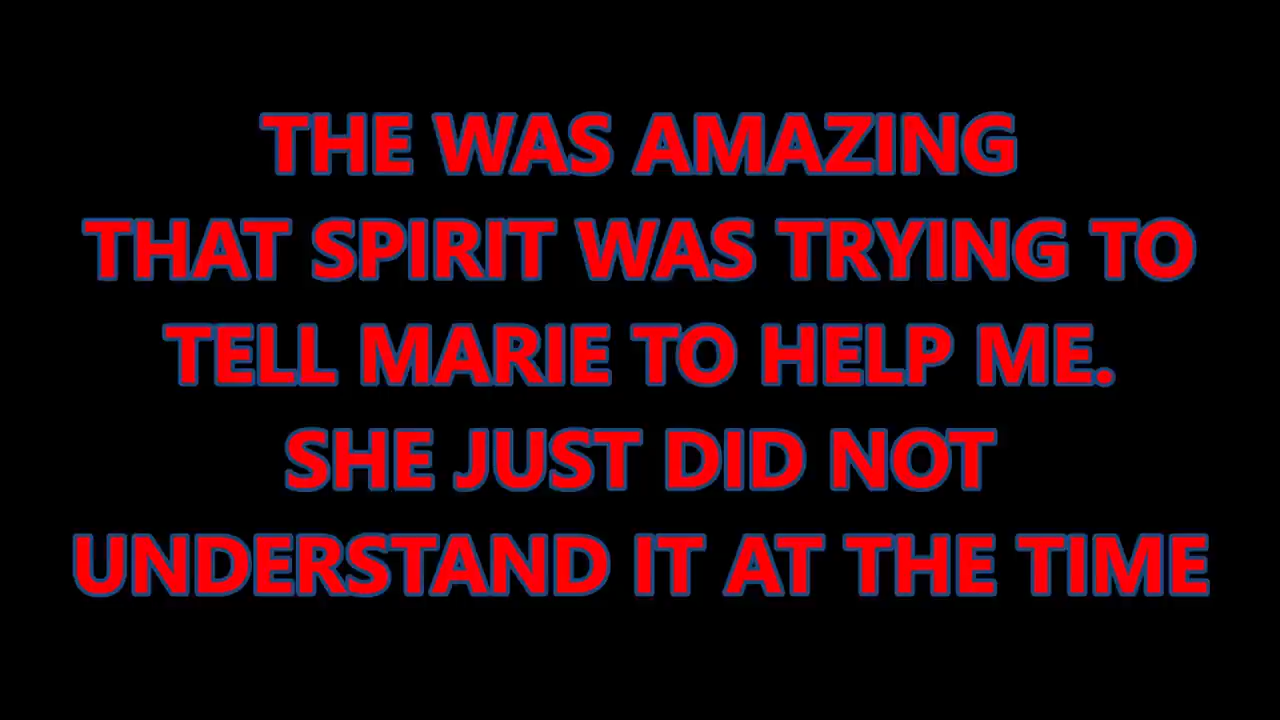 THE WAS AMAZING
THAT SPIRIT WAS TRYING TO
TELL MARIE TO HELP ME.
SHE JUST DID NOT
UNDERSTAND IT AT THE TIME